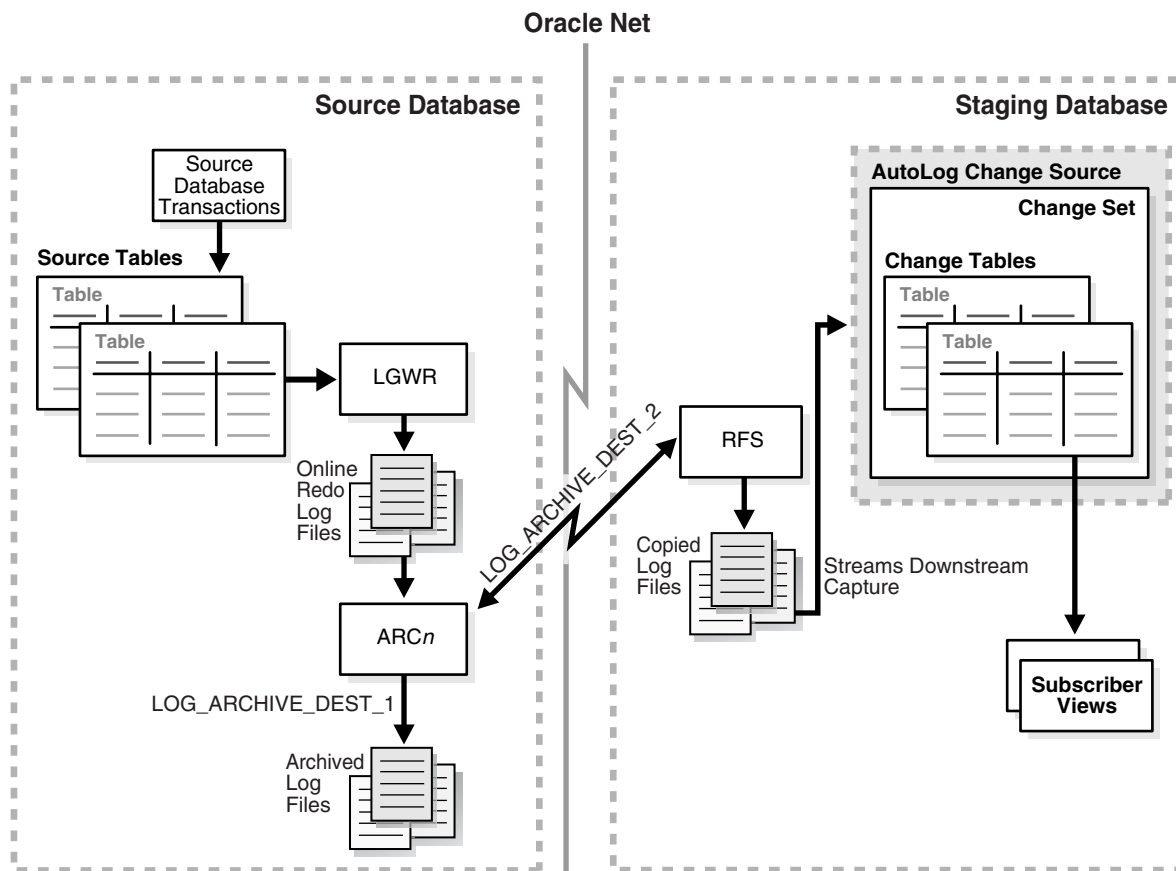 Oracle Net
Source Database
Source
Database
Transactions
Source Tables
Table
Table
LGWR
Online
Redo
Log
Files
ARCn
LOG_ARCHIVE_DEST_1
Archived
Log
Files
LOG_ARCHIVE_DEST_2
Staging Database
AutoLog Change Source
Change Set
Change Tables
Table
Table
RFS
Copied
Log
Files
Streams Downstream
Capture
Subscriber
Views